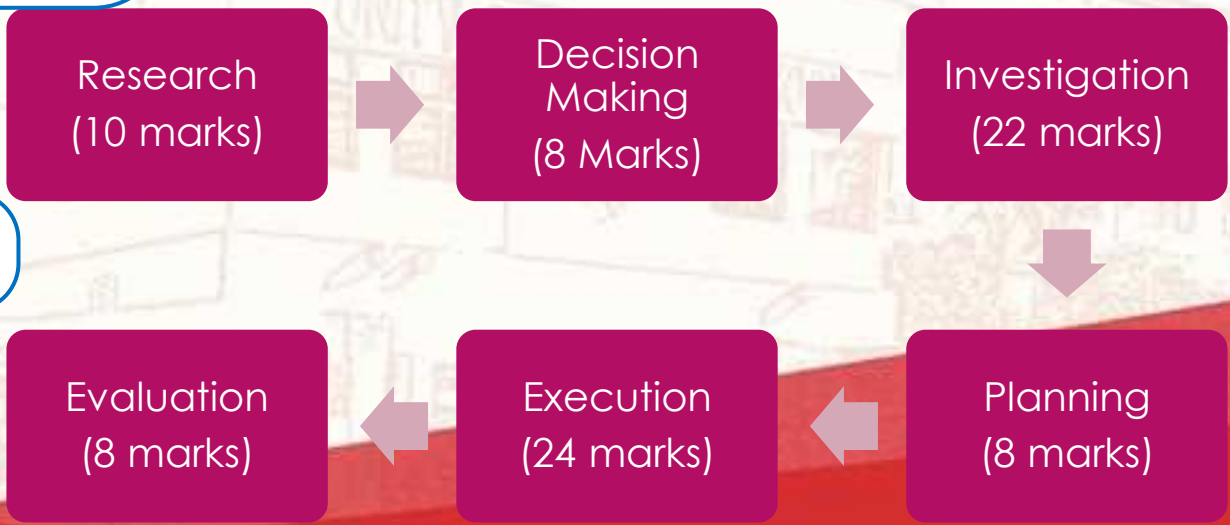 Research
(10 marks)
Decision
Making
(8 Marks)
Investigation
(22 marks)
Planning
(8 marks)
Execution
(24 marks)
Evaluation
(8 marks)